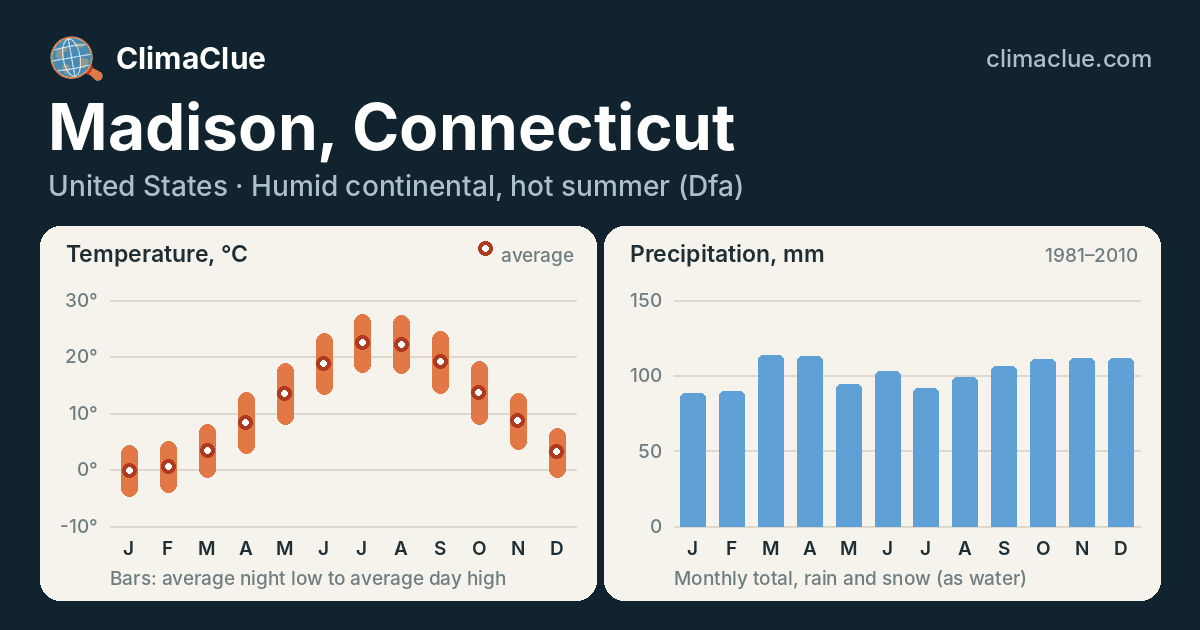 ClimaClue
climaclue.com
Madison, Connecticut
United States · Humid continental, hot summer (Dfa)
Temperature, °C
average
30°
20°
10°
0°
-10°
J F M A M J J A S O N D
Bars: average night low to average day high
Precipitation, mm
1981–2010
150
100
50
0
J F M A M J J A S O N D
Monthly total, rain and snow (as water)